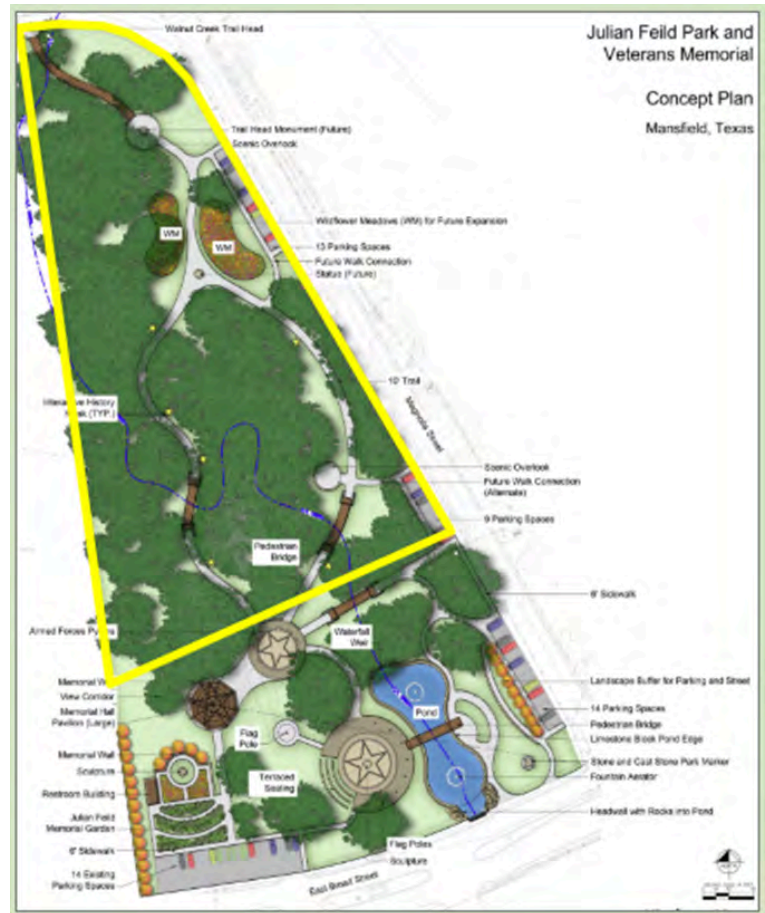 Julian Feild Park and
Veterans Memorial
Concept Plan
Mansfield, Texas
Walnut Creek Trail Head
Trail Head Monument (Future)
Scenic Overlook
Wildflower Meadows (WM) for Future Expansion
WM
WM
13 Parking Spaces
Future Walk Connection
Status (Future)
10' Trail
Interactive History
(TYP.)
Magnolia Street
Scenic Overlook
Future Walk Connection
(Alternate)
9 Parking Spaces
Pedestrian
Bridge
6' Sidewalk
Armed Forces
Waterfall
Weir
Memorial
View Corridor
Memorial Hall
Pavilion (Large)
Landscape Buffer for Parking and Street
14 Parking Spaces
Pond
Pedestrian Bridge
Limestone Block Pond Edge
Flag
Pole
Memorial Wall
Sculpture
Stone and Cast Stone Park Marker
Fountain Aerator
Terraced
Seating
Restroom Building
Headwall with Rocks into Pond
Julian Feild
Memorial Garden
6' Sidewalk
Flag Poles
Sculpture
14 Existing
Parking Spaces
East Broad Street